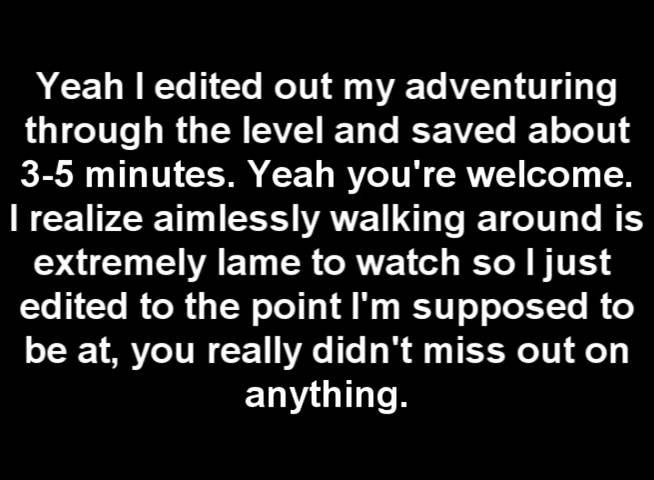 Yeah I edited out my adventuring
through the level and saved about
3-5 minutes. Yeah you're welcome.
I realize aimlessly walking around is
extremely lame to watch so I just
edited to the point I'm supposed to
be at, you really didn't miss out on
anything.